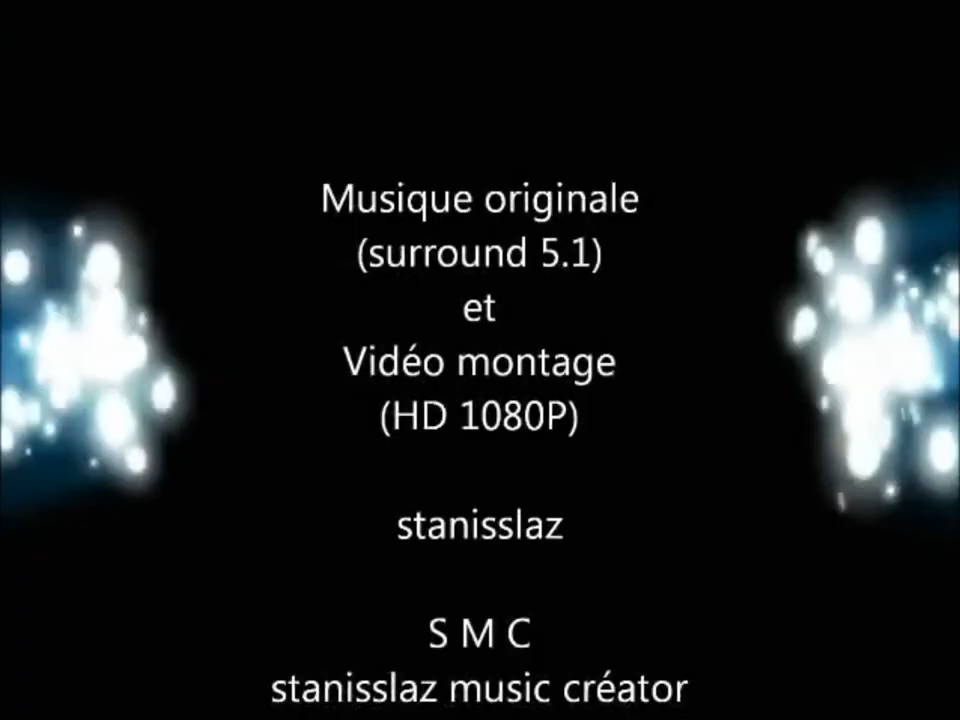 Musique originale
(surround 5.1)
et
Vidéo montage
(HD 1080P)
stanisslaz
S M C
stanisslaz music créator